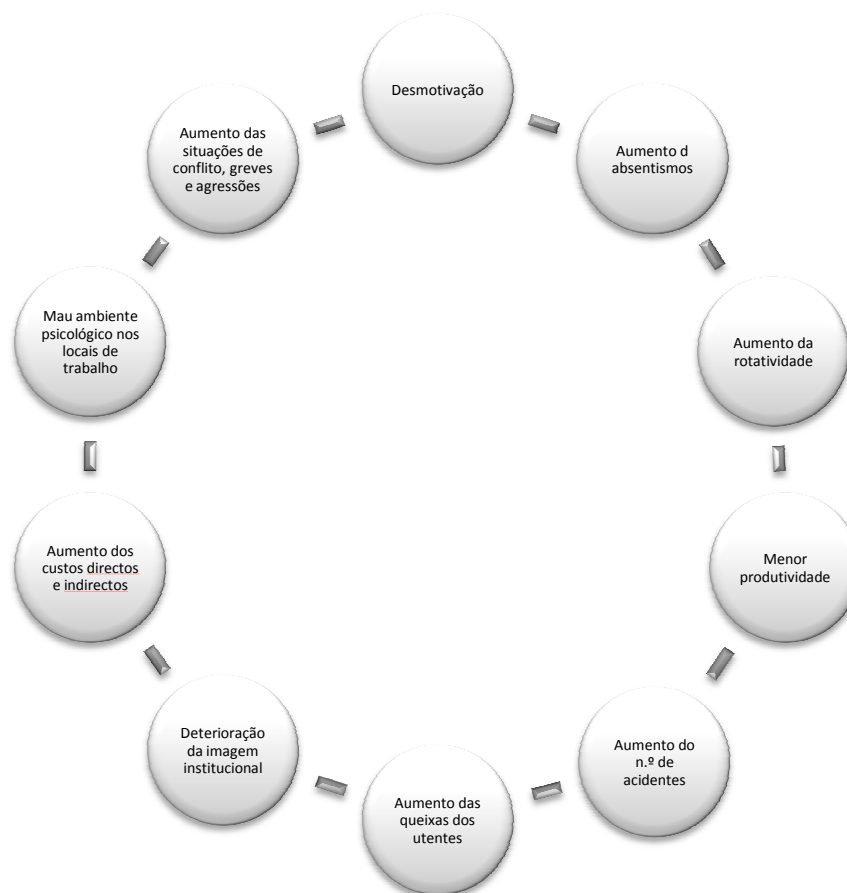 Desmotivação
Aumento d
absentismos
Aumento da
rotatividade
Menor
produtividade
Aumento do
n.º de
acidentes
Aumento das
queixas dos
utentes
Deterioração
da imagem
institucional
Aumento dos
custos directos
e indirectos
Mau ambiente
psicológico nos
locais de
trabalho
Aumento das
situações de
conflito, greves
e agressões